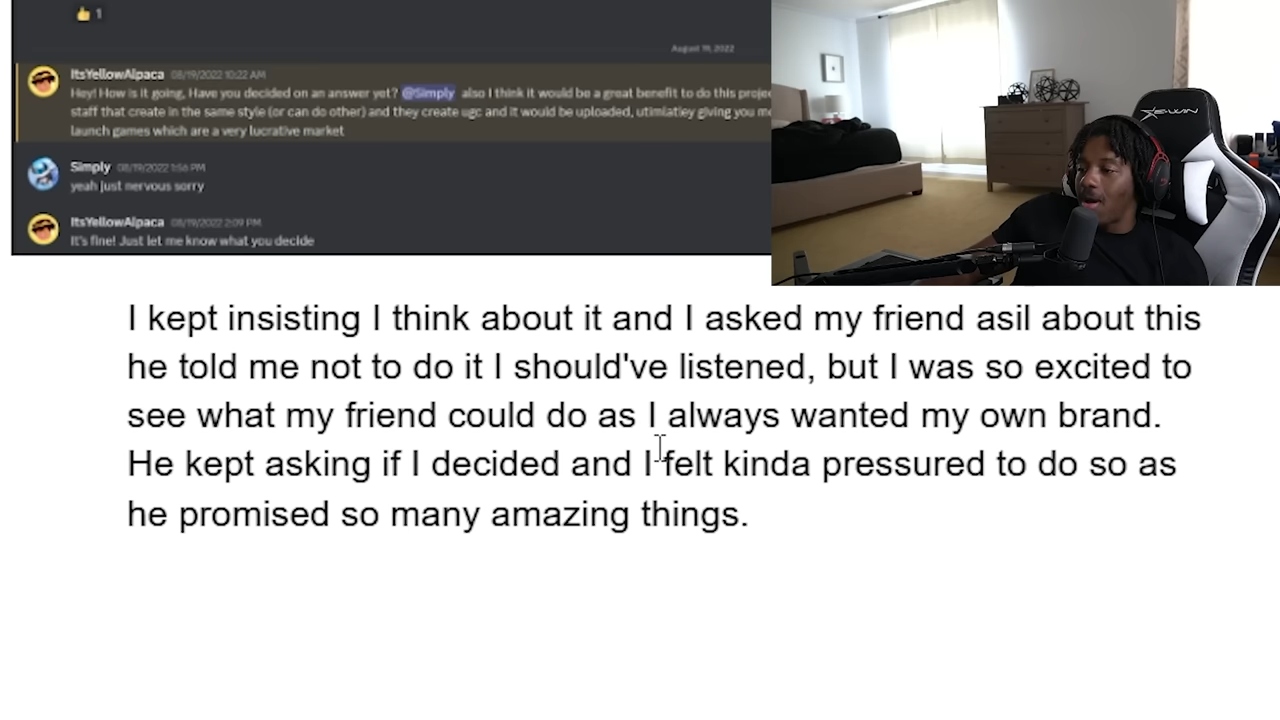 👍 1
August 19, 2022
ItsYellowAlpaca 08/19/2022 10:22 AM
Hey! How is it going, Have you decided on an answer yet? @Simply also I think it would be a great benefit to do this
staff that create in the same style (or can do other) and they create ugc and it would be uploaded, utimlatiey giving you
launch games which are a very lucrative market
Simply 08/19/2022 1:56 PM
yeah just nervous sorry
ItsYellowAlpaca 08/19/2022 2:09 PM
It's fine! Just let me know what you decide
EWIN
I kept insisting I think about it and I asked my friend asil about this
he told me not to do it I should've listened, but I was so excited to
see what my friend could do as I always wanted my own brand.
He kept asking if I decided and I felt kinda pressured to do so as
he promised so many amazing things.